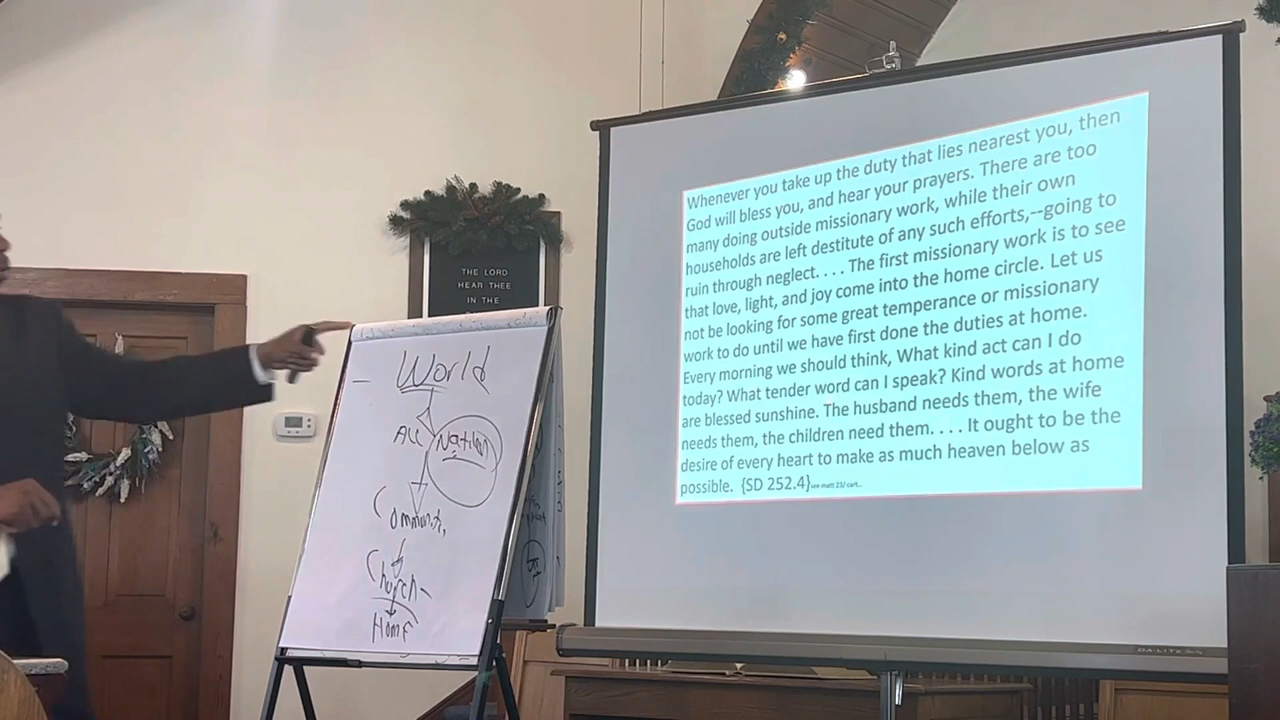 Whenever you take up the duty that lies nearest you, then
God will bless you, and hear your prayers. There are too
many doing outside missionary work, while their own
households are left destitute of any such efforts,--going to
ruin through neglect. . . . The first missionary work is to see
that love, light, and joy come into the home circle. Let us
not be looking for some great temperance or missionary
work to do until we have first done the duties at home.
Every morning we should think, What kind act can I do
today? What tender word can I speak? Kind words at home
are blessed sunshine. The husband needs them, the wife
needs them, the children need them. . . . It ought to be the
desire of every heart to make as much heaven below as
possible. {SD 252.4}
THE LORD
HEAR THEE
IN THE
World
ALL Nation
Community
Church
Home
DA-LITE